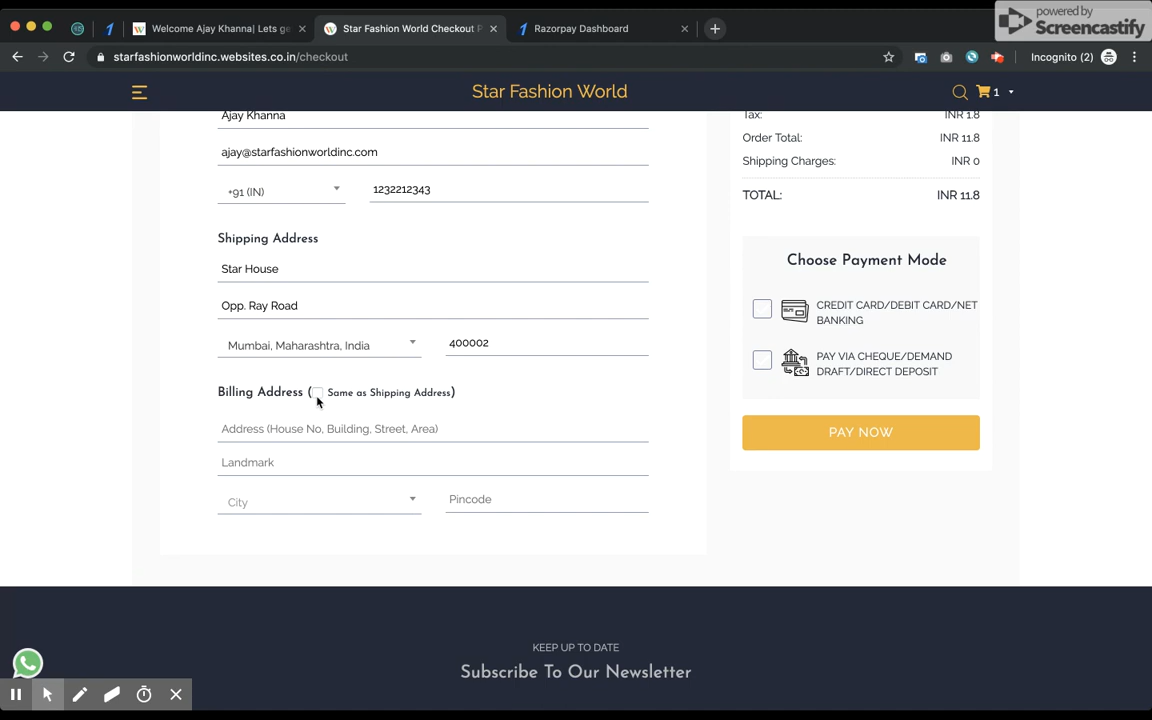 powered by
Screencastify
Welcome Ajay Khanna| Lets ge
Star Fashion World Checkout P
Razorpay Dashboard
starfashionworldinc.websites.co.in/checkout
Incognito (2)
Star Fashion World
1
Ajay Khanna
ajay@starfashionworldinc.com
+91 (IN)
1232212343
Shipping Address
Star House
Opp. Ray Road
Mumbai, Maharashtra, India
400002
Billing Address ( Same as Shipping Address)
Address (House No, Building, Street, Area)
Landmark
City
Pincode
Tax: INR 1.8
Order Total: INR 11.8
Shipping Charges: INR 0
TOTAL: INR 11.8
Choose Payment Mode
CREDIT CARD/DEBIT CARD/NET
BANKING
PAY VIA CHEQUE/DEMAND
DRAFT/DIRECT DEPOSIT
PAY NOW
KEEP UP TO DATE
Subscribe To Our Newsletter